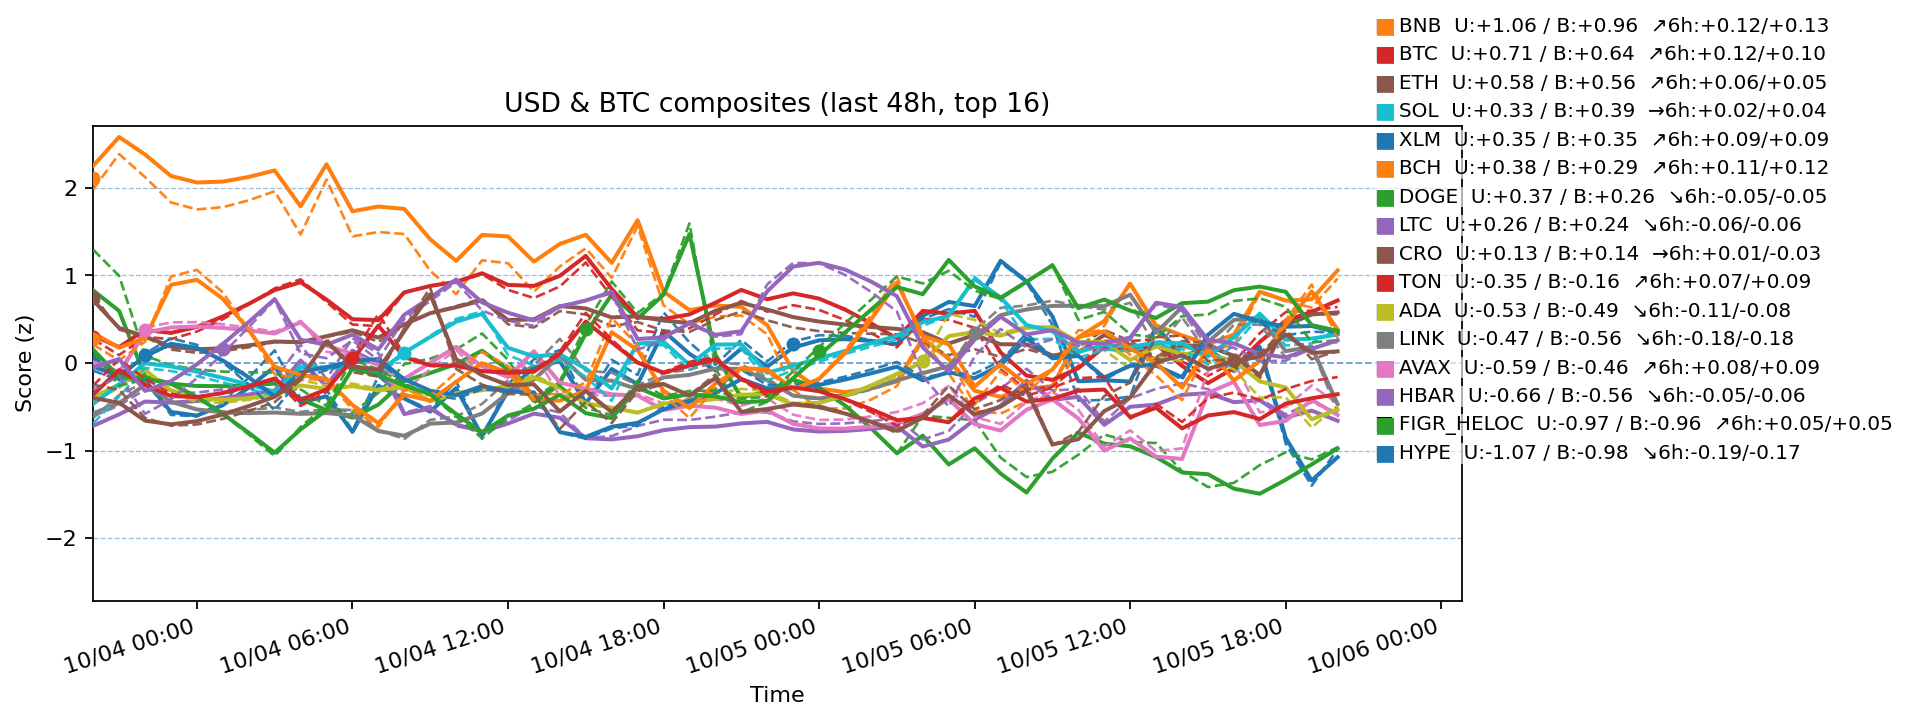 BNB U:+1.06 / B:+0.96 ↗6h:+0.12/+0.13
BTC U:+0.71 / B:+0.64 ↗6h:+0.12/+0.10
ETH U:+0.58 / B:+0.56 ↗6h:+0.06/+0.05
SOL U:+0.33 / B:+0.39 →6h:+0.02/+0.04
XLM U:+0.35 / B:+0.35 ↗6h:+0.09/+0.09
BCH U:+0.38 / B:+0.29 ↗6h:+0.11/+0.12
DOGE U:+0.37 / B:+0.26 ↘6h:-0.05/-0.05
LTC U:+0.26 / B:+0.24 ↘6h:-0.06/-0.06
CRO U:+0.13 / B:+0.14 →6h:+0.01/-0.03
TON U:-0.35 / B:-0.16 ↗6h:+0.07/+0.09
ADA U:-0.53 / B:-0.49 ↘6h:-0.11/-0.08
LINK U:-0.47 / B:-0.56 ↘6h:-0.18/-0.18
AVAX U:-0.59 / B:-0.46 ↗6h:+0.08/+0.09
HBAR U:-0.66 / B:-0.56 ↘6h:-0.05/-0.06
FIGR_HELOC U:-0.97 / B:-0.96 ↗6h:+0.05/+0.05
HYPE U:-1.07 / B:-0.98 ↘6h:-0.19/-0.17
USD & BTC composites (last 48h, top 16)
Score (z)
2
1
0
−1
−2
10/04 00:00
10/04 06:00
10/04 12:00
10/04 18:00
10/05 00:00
10/05 06:00
10/05 12:00
10/05 18:00
10/06 00:00
Time